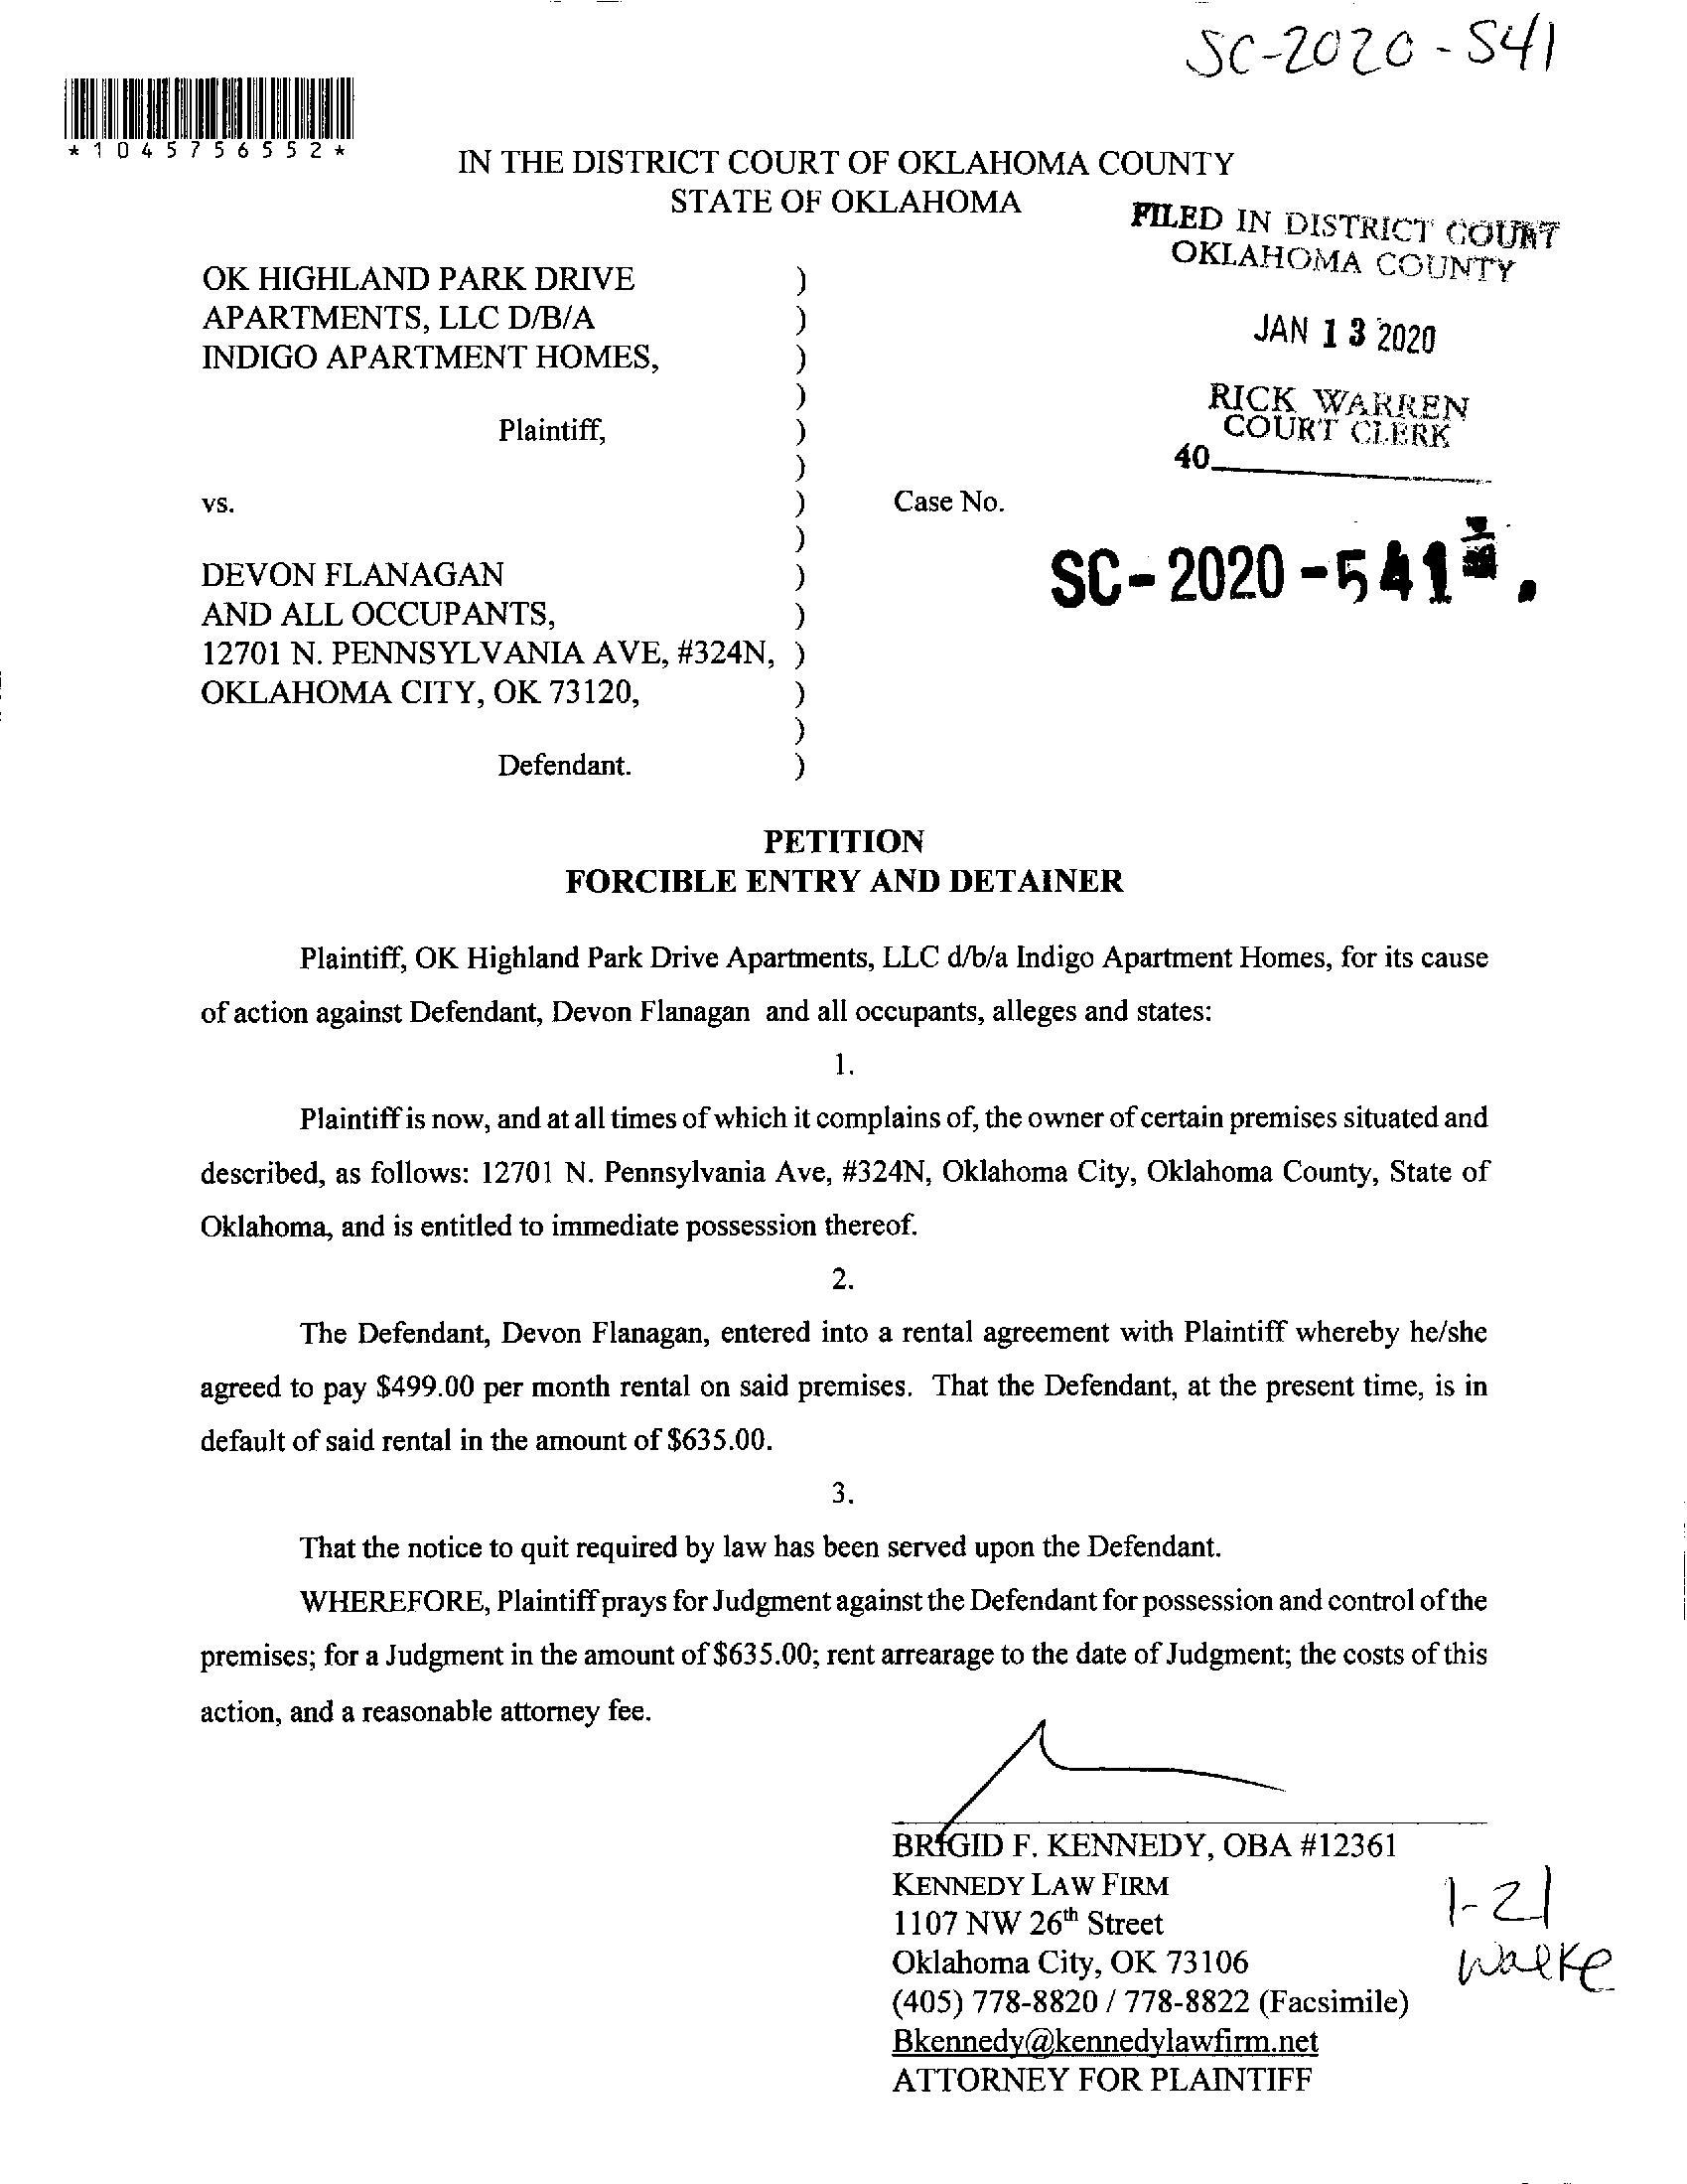 SC-2020-541
*1045756552*
IN THE DISTRICT COURT OF OKLAHOMA COUNTY
STATE OF OKLAHOMA
FILED IN DISTRICT COURT
OKLAHOMA COUNTY
JAN 13 2020
RICK WARREN
COURT CLERK
40
OK HIGHLAND PARK DRIVE )
APARTMENTS, LLC D/B/A )
INDIGO APARTMENT HOMES, )
)
Plaintiff, )
)
vs. ) Case No.
)
SC-2020-541
DEVON FLANAGAN )
AND ALL OCCUPANTS, )
12701 N. PENNSYLVANIA AVE, #324N, )
OKLAHOMA CITY, OK 73120, )
)
Defendant. )
PETITION
FORCIBLE ENTRY AND DETAINER
Plaintiff, OK Highland Park Drive Apartments, LLC d/b/a Indigo Apartment Homes, for its cause
of action against Defendant, Devon Flanagan and all occupants, alleges and states:
1.
Plaintiff is now, and at all times of which it complains of, the owner of certain premises situated and
described, as follows: 12701 N. Pennsylvania Ave, #324N, Oklahoma City, Oklahoma County, State of
Oklahoma, and is entitled to immediate possession thereof.
2.
The Defendant, Devon Flanagan, entered into a rental agreement with Plaintiff whereby he/she
agreed to pay $499.00 per month rental on said premises. That the Defendant, at the present time, is in
default of said rental in the amount of $635.00.
3.
That the notice to quit required by law has been served upon the Defendant.
WHEREFORE, Plaintiff prays for Judgment against the Defendant for possession and control of the
premises; for a Judgment in the amount of $635.00; rent arrearage to the date of Judgment; the costs of this
action, and a reasonable attorney fee.
BRIGID F. KENNEDY, OBA #12361
KENNEDY LAW FIRM
1107 NW 26th Street
Oklahoma City, OK 73106
(405) 778-8820 / 778-8822 (Facsimile)
Bkennedy@kennedylawfirm.net
ATTORNEY FOR PLAINTIFF
1-21
Walke